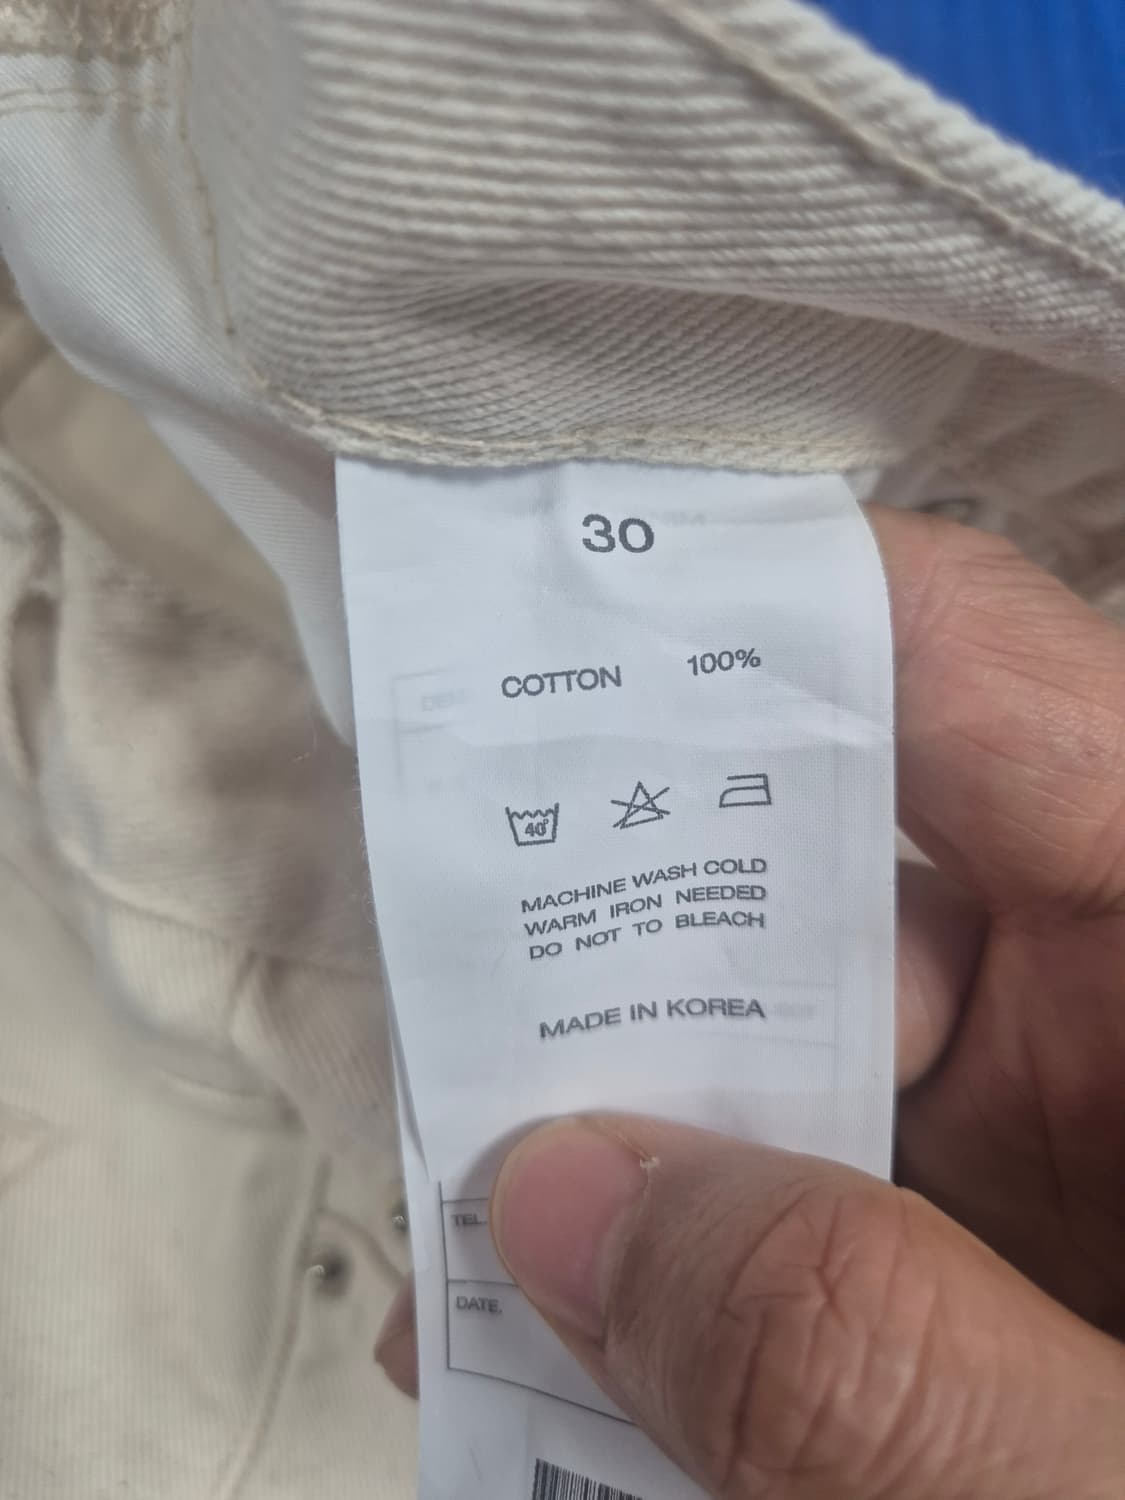 30
COTTON 100%
40°
MACHINE WASH COLD
WARM IRON NEEDED
DO NOT TO BLEACH
MADE IN KOREA
TEL.
DATE.